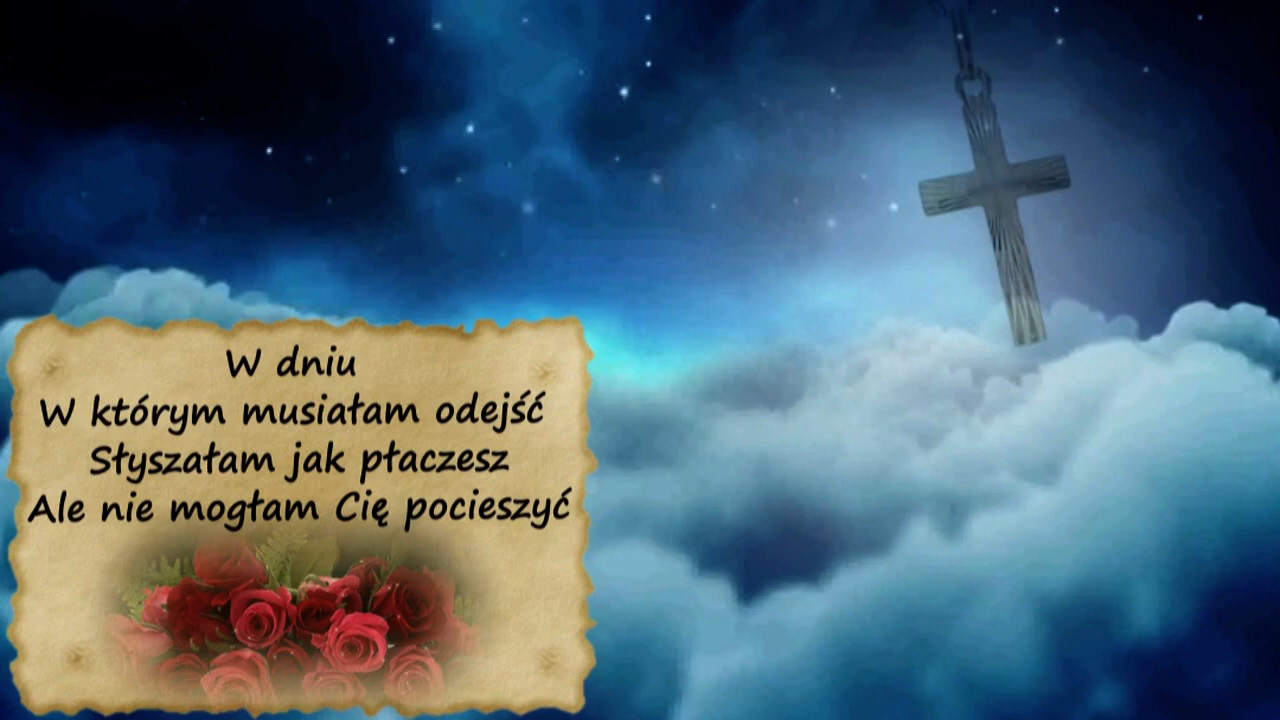 W dniu
W którym musiałam odejść
Słyszałam jak płaczesz
Ale nie mogłam Cię pocieszyć